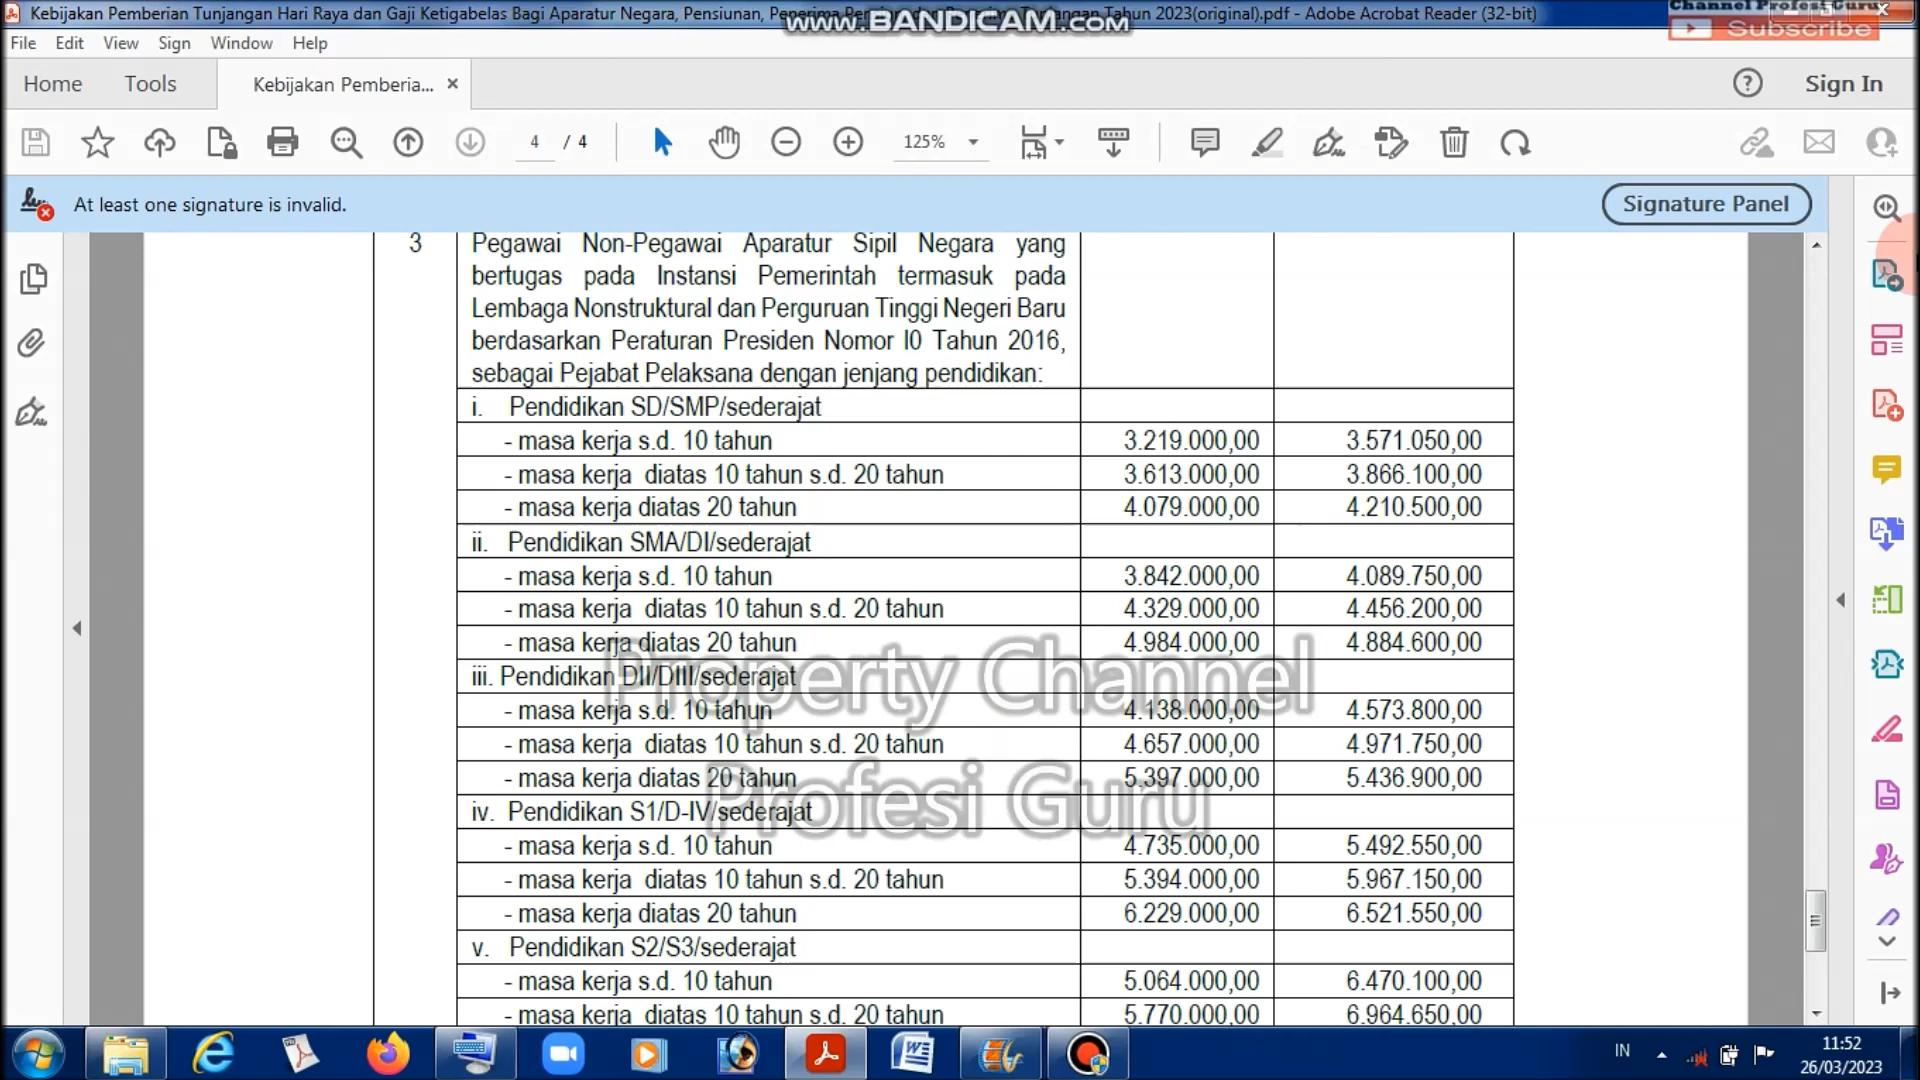 Kebijakan Pemberian Tunjangan Hari Raya dan Gaji Ketigabelas Bagi Aparatur Negara, Pensiunan, Tahun 2023(original).pdf - Adobe Acrobat Reader (32-bit)
www.BANDICAM.com
Channel Profesi Guru
Subscribe
File Edit View Sign Window Help
Home Tools Kebijakan Pemberia... Sign In
4 / 4 125%
At least one signature is invalid. Signature Panel
3 Pegawai Non-Pegawai Aparatur Sipil Negara yang
bertugas pada Instansi Pemerintah termasuk pada
Lembaga Nonstruktural dan Perguruan Tinggi Negeri Baru
berdasarkan Peraturan Presiden Nomor l0 Tahun 2016,
sebagai Pejabat Pelaksana dengan jenjang pendidikan:
i. Pendidikan SD/SMP/sederajat
- masa kerja s.d. 10 tahun 3.219.000,00 3.571.050,00
- masa kerja diatas 10 tahun s.d. 20 tahun 3.613.000,00 3.866.100,00
- masa kerja diatas 20 tahun 4.079.000,00 4.210.500,00
ii. Pendidikan SMA/DI/sederajat
- masa kerja s.d. 10 tahun 3.842.000,00 4.089.750,00
- masa kerja diatas 10 tahun s.d. 20 tahun 4.329.000,00 4.456.200,00
- masa kerja diatas 20 tahun 4.984.000,00 4.884.600,00
iii. Pendidikan DII/DIII/sederajat
Property Channel
- masa kerja s.d. 10 tahun 4.138.000,00 4.573.800,00
- masa kerja diatas 10 tahun s.d. 20 tahun 4.657.000,00 4.971.750,00
- masa kerja diatas 20 tahun 5.397.000,00 5.436.900,00
Profesi Guru
iv. Pendidikan S1/D-IV/sederajat
- masa kerja s.d. 10 tahun 4.735.000,00 5.492.550,00
- masa kerja diatas 10 tahun s.d. 20 tahun 5.394.000,00 5.967.150,00
- masa kerja diatas 20 tahun 6.229.000,00 6.521.550,00
v. Pendidikan S2/S3/sederajat
- masa kerja s.d. 10 tahun 5.064.000,00 6.470.100,00
- masa kerja diatas 10 tahun s.d. 20 tahun 5.770.000,00 6.964.650,00
IN 11:52
26/03/2023